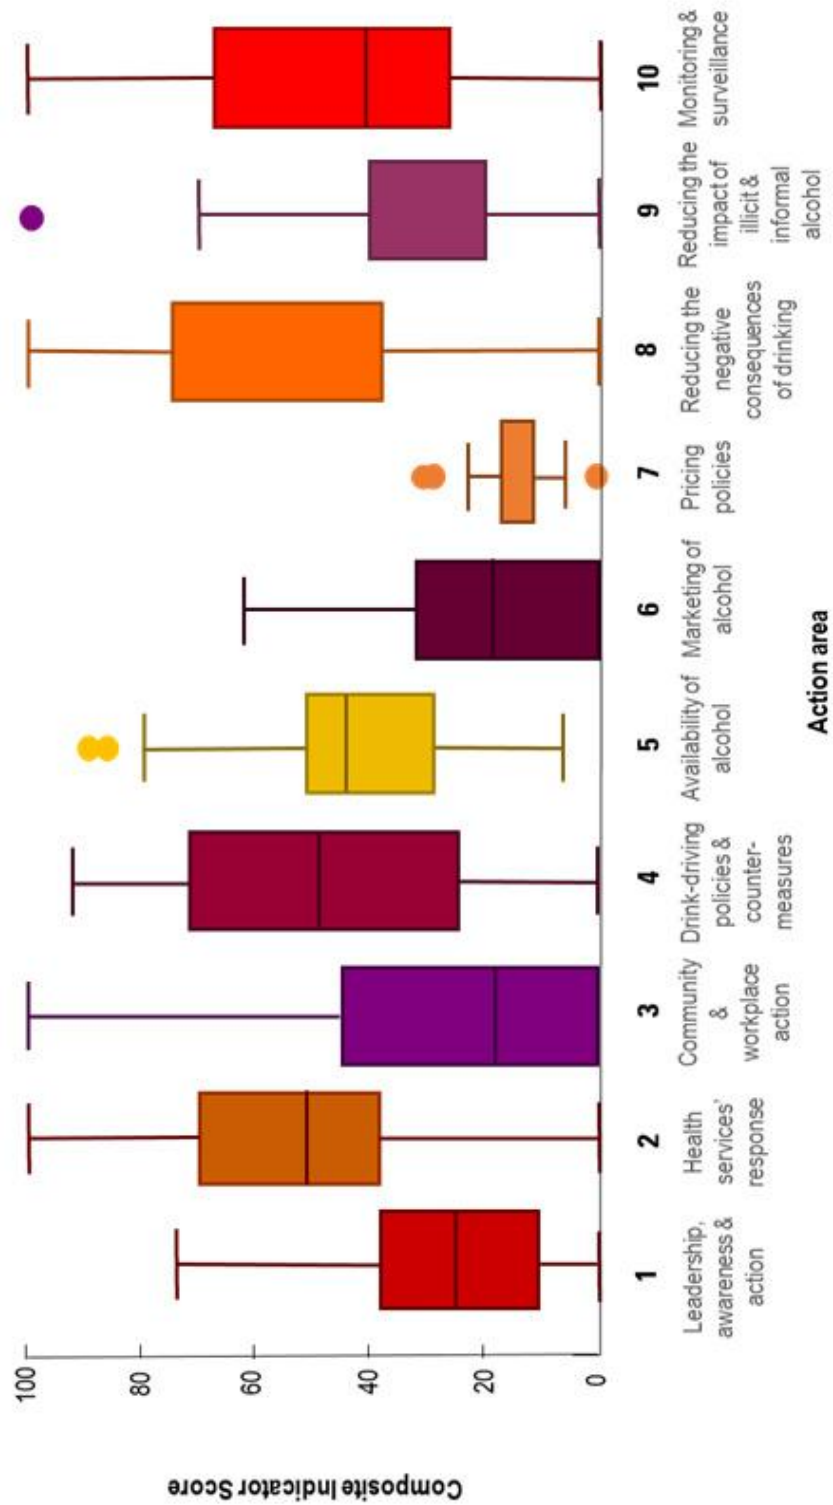 Composite Indicator Score
100
80
60
40
20
0
1
Leadership,
awareness &
action
2
Health
services'
response
3
Community
&
workplace
action
4
Drink-driving
policies &
counter-
measures
5
Availability of
alcohol
6
Marketing of
alcohol
7
Pricing
policies
8
Reducing the
negative
consequences
of drinking
9
Reducing the
impact of
illicit &
informal
alcohol
10
Monitoring &
surveillance
Action area